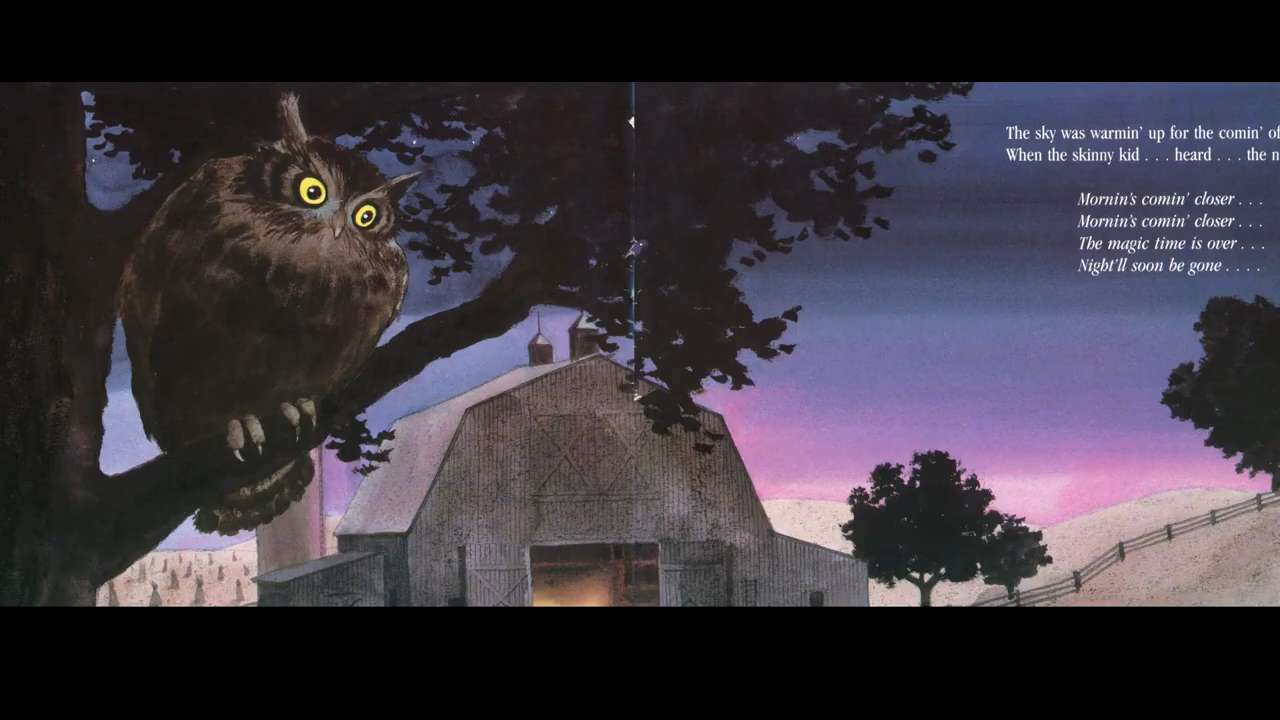 The sky was warmin' up for the comin' of
When the skinny kid . . . heard . . . the
Mornin's comin' closer . . .
Mornin's comin' closer . . .
The magic time is over . . .
Night'll soon be gone . . . .